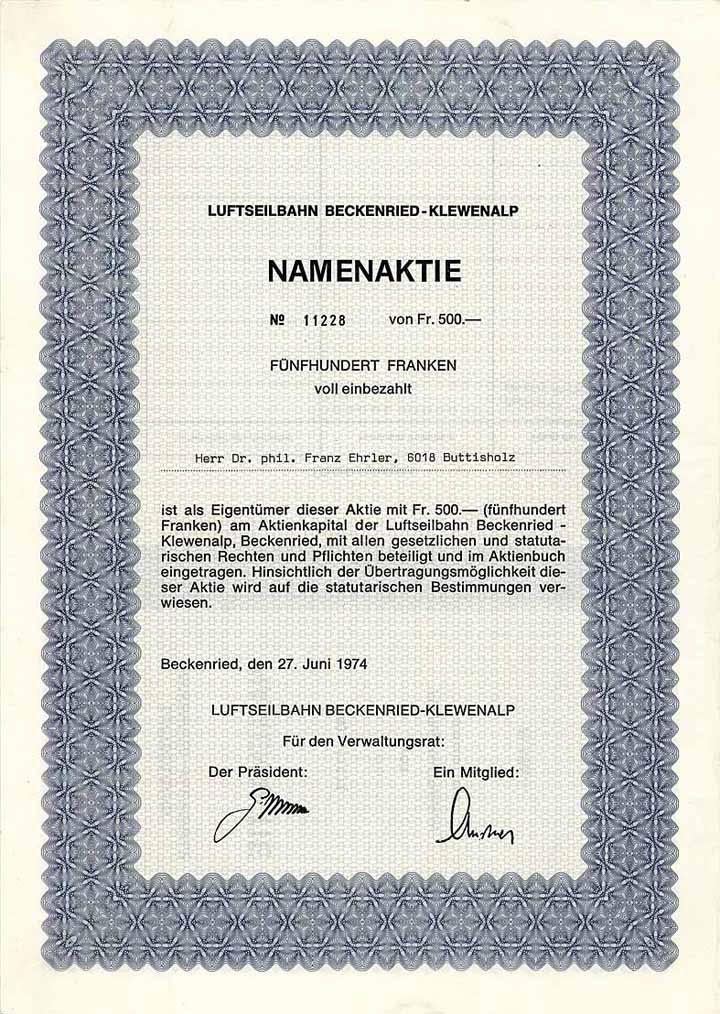 LUFTSEILBAHN BECKENRIED-KLEWENALP
NAMENAKTIE
Nº 11228 von Fr. 500.—
FÜNFHUNDERT FRANKEN
voll einbezahlt
Herr Dr. phil. Franz Ehrler, 6018 Buttisholz
ist als Eigentümer dieser Aktie mit Fr. 500.— (fünfhundert
Franken) am Aktienkapital der Luftseilbahn Beckenried -
Klewenalp, Beckenried, mit allen gesetzlichen und statuta-
rischen Rechten und Pflichten beteiligt und im Aktienbuch
eingetragen. Hinsichtlich der Übertragungsmöglichkeit die-
ser Aktie wird auf die statutarischen Bestimmungen ver-
wiesen.
Beckenried, den 27. Juni 1974
LUFTSEILBAHN BECKENRIED-KLEWENALP
Für den Verwaltungsrat:
Der Präsident: Ein Mitglied: